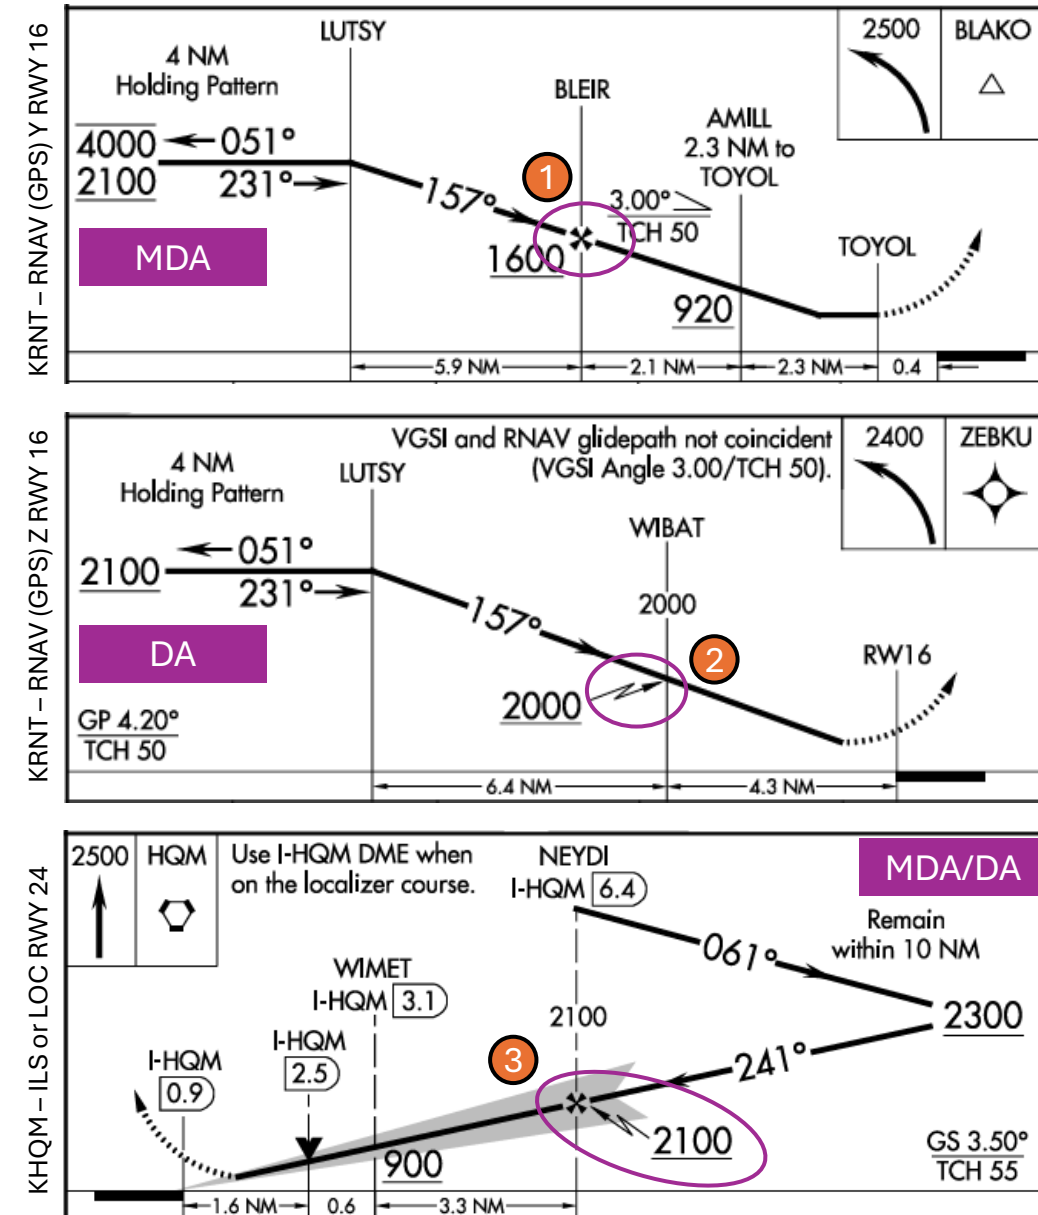 KRNT – RNAV (GPS) Y RWY 16
LUTSY
4 NM
Holding Pattern
4000
051°
2100
231°
MDA
157°
1
BLEIR
1600
3.00°
TCH 50
AMILL
2.3 NM to
TOYOL
920
TOYOL
2500
BLAKO
5.9 NM
2.1 NM
2.3 NM
0.4
KRNT – RNAV (GPS) Z RWY 16
VGSI and RNAV glidepath not coincident
(VGSI Angle 3.00/TCH 50).
2400
ZEBKU
4 NM
Holding Pattern
LUTSY
2100
051°
231°
DA
157°
WIBAT
2000
2
2000
RW16
GP 4.20°
TCH 50
6.4 NM
4.3 NM
KHQM – ILS or LOC RWY 24
2500
HQM
Use I-HQM DME when
on the localizer course.
NEYDI
I-HQM 6.4
MDA/DA
Remain
within 10 NM
061°
2300
241°
WIMET
I-HQM 3.1
2100
3
I-HQM
2.5
I-HQM
0.9
900
2100
GS 3.50°
TCH 55
1.6 NM
0.6
3.3 NM